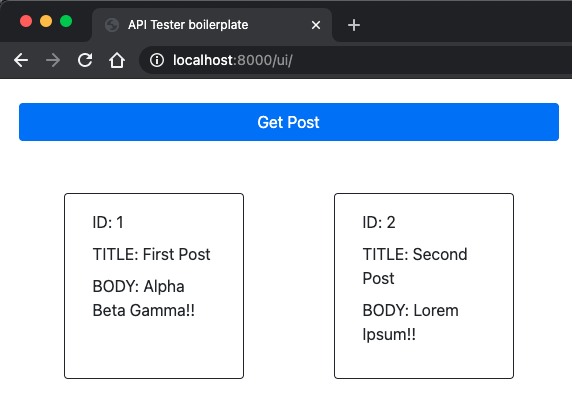 API Tester boilerplate
localhost:8000/ui/
Get Post
ID: 1
TITLE: First Post
BODY: Alpha
Beta Gamma!!
ID: 2
TITLE: Second
Post
BODY: Lorem
Ipsum!!